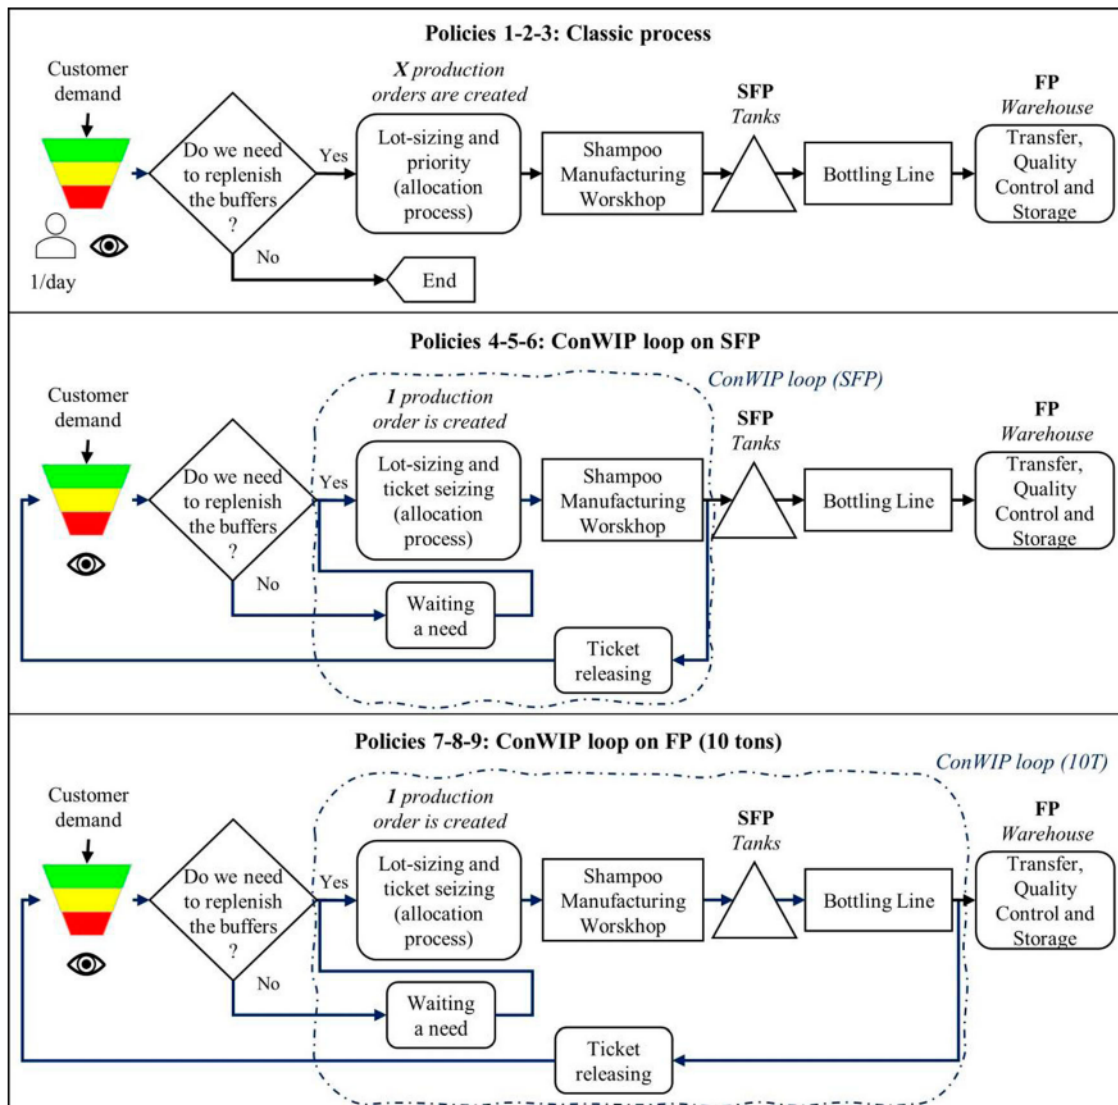 Policies 1-2-3: Classic process
Customer
demand
1/day
Do we need
to replenish
the buffers
?
Yes
No
End
X production
orders are created
Lot-sizing and
priority
(allocation
process)
Shampoo
Manufacturing
Worskhop
SFP
Tanks
Bottling Line
FP
Warehouse
Transfer,
Quality
Control and
Storage
Policies 4-5-6: ConWIP loop on SFP
ConWIP loop (SFP)
Customer
demand
Do we need
to replenish
the buffers
?
Yes
No
Waiting
a need
1 production
order is created
Lot-sizing and
ticket seizing
(allocation
process)
Shampoo
Manufacturing
Worskhop
Ticket
releasing
SFP
Tanks
Bottling Line
FP
Warehouse
Transfer,
Quality
Control and
Storage
Policies 7-8-9: ConWIP loop on FP (10 tons)
ConWIP loop (10T)
Customer
demand
Do we need
to replenish
the buffers
?
Yes
No
Waiting
a need
1 production
order is created
Lot-sizing and
ticket seizing
(allocation
process)
Shampoo
Manufacturing
Worskhop
SFP
Tanks
Bottling Line
Ticket
releasing
FP
Warehouse
Transfer,
Quality
Control and
Storage